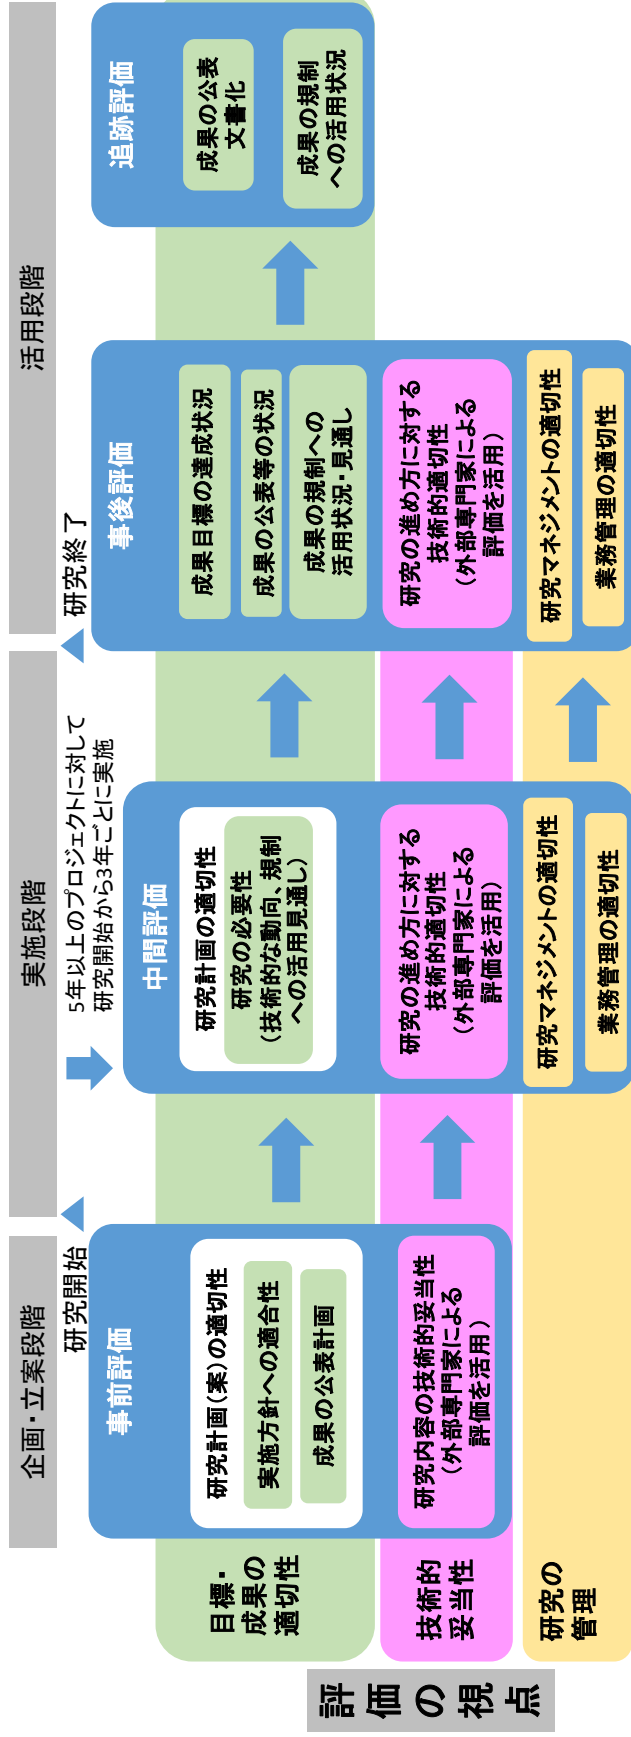 企画・立案段階
実施段階
活用段階
研究開始
5年以上のプロジェクトに対して
研究開始から3年ごとに実施
研究終了
事前評価
研究計画(案)の適切性
実施方針への適合性
成果の公表計画
研究内容の技術的妥当性
(外部専門家による
評価を活用)
中間評価
研究計画の適切性
研究の必要性
(技術的な動向、規制
への活用見通し)
研究の進め方に対する
技術的適切性
(外部専門家による
評価を活用)
研究マネジメントの適切性
業務管理の適切性
事後評価
成果目標の達成状況
成果の公表等の状況
成果の規制への
活用状況・見通し
研究の進め方に対する
技術的適切性
(外部専門家による
評価を活用)
研究マネジメントの適切性
業務管理の適切性
追跡評価
成果の公表
文書化
成果の規制
への活用状況
目標・
成果の
適切性
技術的
妥当性
研究の
管理
評価の視点